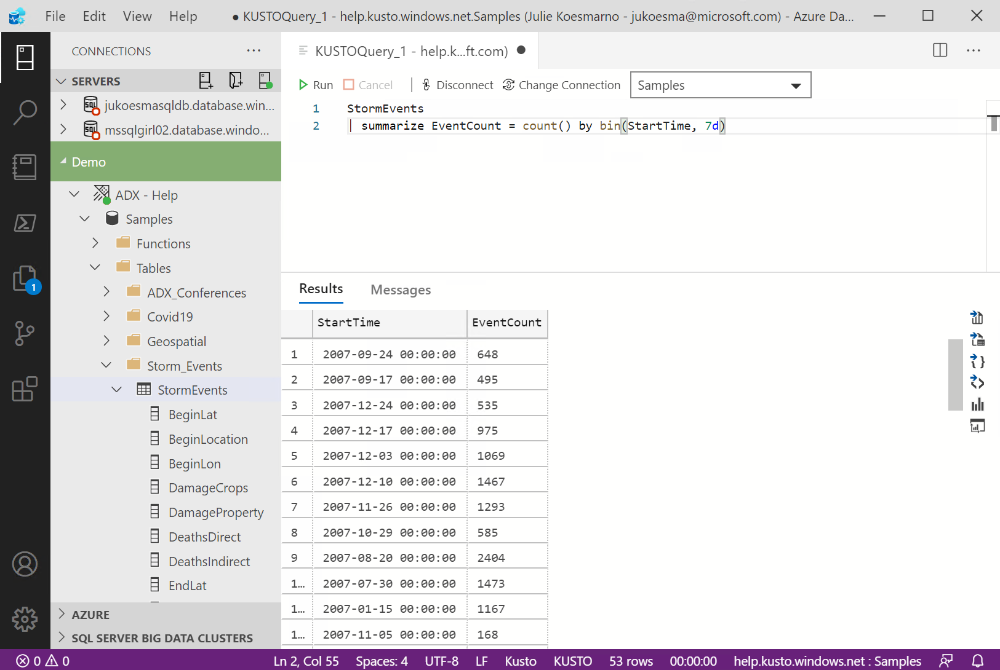 File Edit View Help ● KUSTOQuery_1 - help.kusto.windows.net.Samples (Julie Koesmarno - jukoesma@microsoft.com) - Azure Da...
CONNECTIONS ...
SERVERS
jukoesmasqldb.database.win...
mssqlgirl02.database.windo...
Demo
ADX - Help
Samples
Functions
Tables
ADX_Conferences
Covid19
Geospatial
Storm_Events
StormEvents
BeginLat
BeginLocation
BeginLon
DamageCrops
DamageProperty
DeathsDirect
DeathsIndirect
EndLat
AZURE
SQL SERVER BIG DATA CLUSTERS
1
KUSTOQuery_1 - help.k...ft.com) ●
Run Cancel Disconnect Change Connection Samples
1 StormEvents
2 | summarize EventCount = count() by bin(StartTime, 7d)
Results Messages
StartTime EventCount
1 2007-09-24 00:00:00 648
2 2007-09-17 00:00:00 495
3 2007-12-24 00:00:00 535
4 2007-12-17 00:00:00 975
5 2007-12-03 00:00:00 1069
6 2007-12-10 00:00:00 1467
7 2007-11-26 00:00:00 1293
8 2007-10-29 00:00:00 585
9 2007-08-20 00:00:00 2404
1... 2007-07-30 00:00:00 1473
1... 2007-01-15 00:00:00 1167
1... 2007-11-05 00:00:00 168
0 0 Ln 2, Col 55 Spaces: 4 UTF-8 LF Kusto KUSTO 53 rows 00:00:00 help.kusto.windows.net : Samples